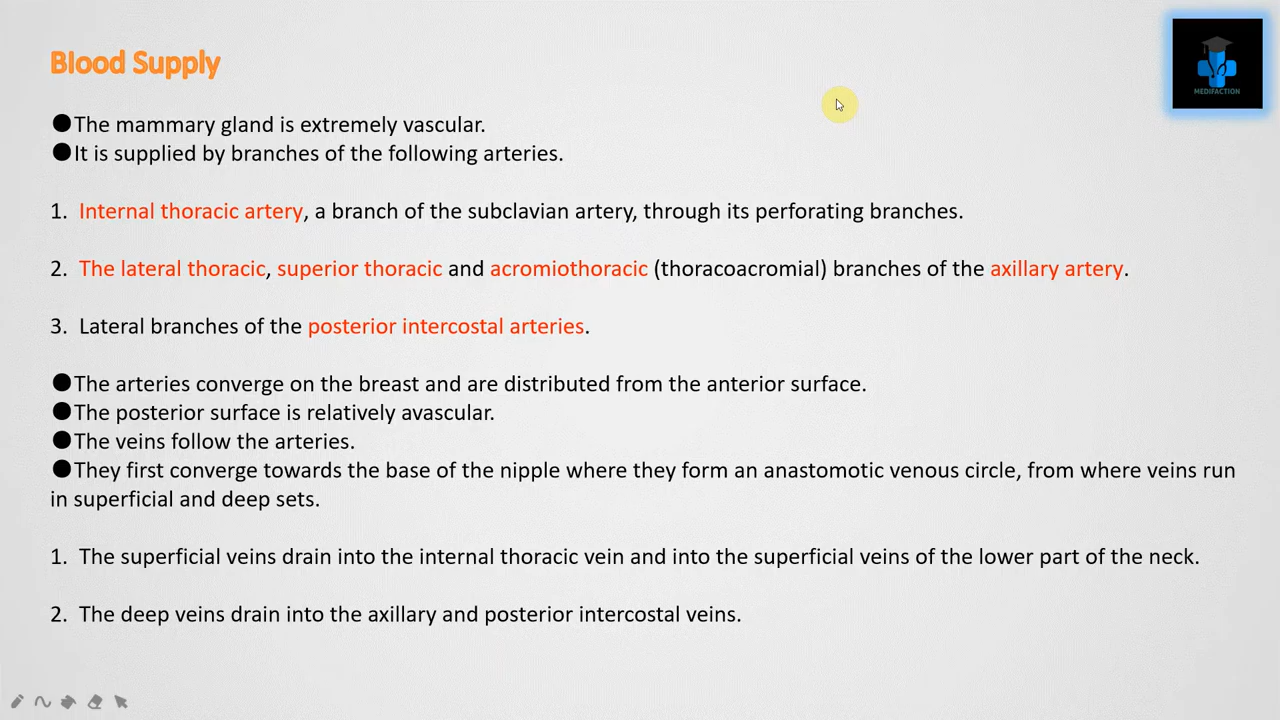 Blood Supply
MEDIFACTION
●The mammary gland is extremely vascular.
●It is supplied by branches of the following arteries.
1. Internal thoracic artery, a branch of the subclavian artery, through its perforating branches.
2. The lateral thoracic, superior thoracic and acromiothoracic (thoracoacromial) branches of the axillary artery.
3. Lateral branches of the posterior intercostal arteries.
●The arteries converge on the breast and are distributed from the anterior surface.
●The posterior surface is relatively avascular.
●The veins follow the arteries.
●They first converge towards the base of the nipple where they form an anastomotic venous circle, from where veins run
in superficial and deep sets.
1. The superficial veins drain into the internal thoracic vein and into the superficial veins of the lower part of the neck.
2. The deep veins drain into the axillary and posterior intercostal veins.